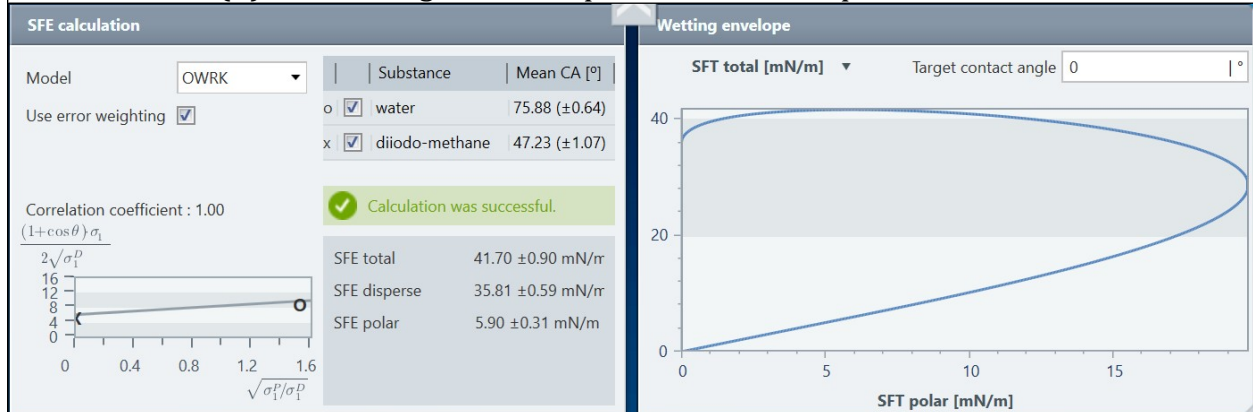 SFE calculation
Model OWRK
Use error weighting
Substance Mean CA [º]
o water 75.88 (±0.64)
x diiodo-methane 47.23 (±1.07)
Calculation was successful.
Correlation coefficient : 1.00
(1+cosθ)σ₁
2√σ₁ᴰ
16
12
8
4
0
0 0.4 0.8 1.2 1.6
√σ₁ᴾ/σ₁ᴰ
SFE total 41.70 ±0.90 mN/m
SFE disperse 35.81 ±0.59 mN/m
SFE polar 5.90 ±0.31 mN/m
Wetting envelope
SFT total [mN/m] Target contact angle 0 °
40
20
0
0 5 10 15
SFT polar [mN/m]